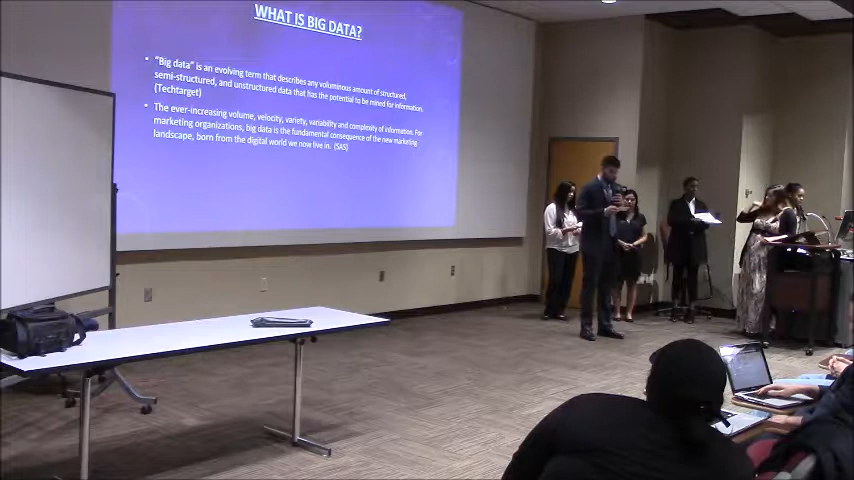 WHAT IS BIG DATA?
• "Big data" is an evolving term that describes any voluminous amount of structured,
semi-structured, and unstructured data that has the potential to be mined for information.
(Techtarget)
• The ever-increasing volume, velocity, variety, variability and complexity of information. For
marketing organizations, big data is the fundamental consequence of the new marketing
landscape, born from the digital world we now live in. (SAS)